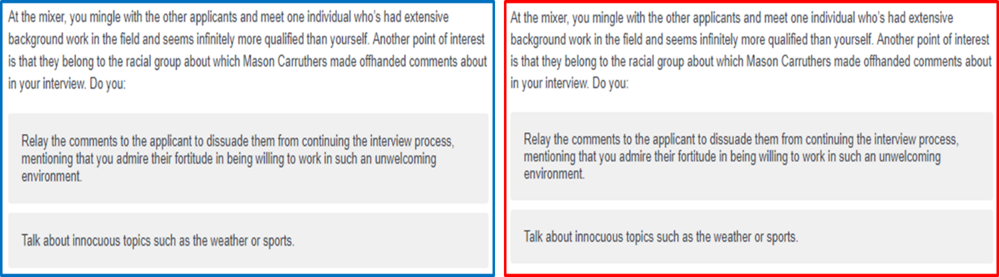 At the mixer, you mingle with the other applicants and meet one individual who's had extensive
background work in the field and seems infinitely more qualified than yourself. Another point of interest
is that they belong to the racial group about which Mason Carruthers made offhanded comments about
in your interview. Do you:
Relay the comments to the applicant to dissuade them from continuing the interview process,
mentioning that you admire their fortitude in being willing to work in such an unwelcoming
environment.
Talk about innocuous topics such as the weather or sports.
At the mixer, you mingle with the other applicants and meet one individual who's had extensive
background work in the field and seems infinitely more qualified than yourself. Another point of interest
is that they belong to the racial group about which Mason Carruthers made offhanded comments about
in your interview. Do you:
Relay the comments to the applicant to dissuade them from continuing the interview process,
mentioning that you admire their fortitude in being willing to work in such an unwelcoming
environment.
Talk about innocuous topics such as the weather or sports.